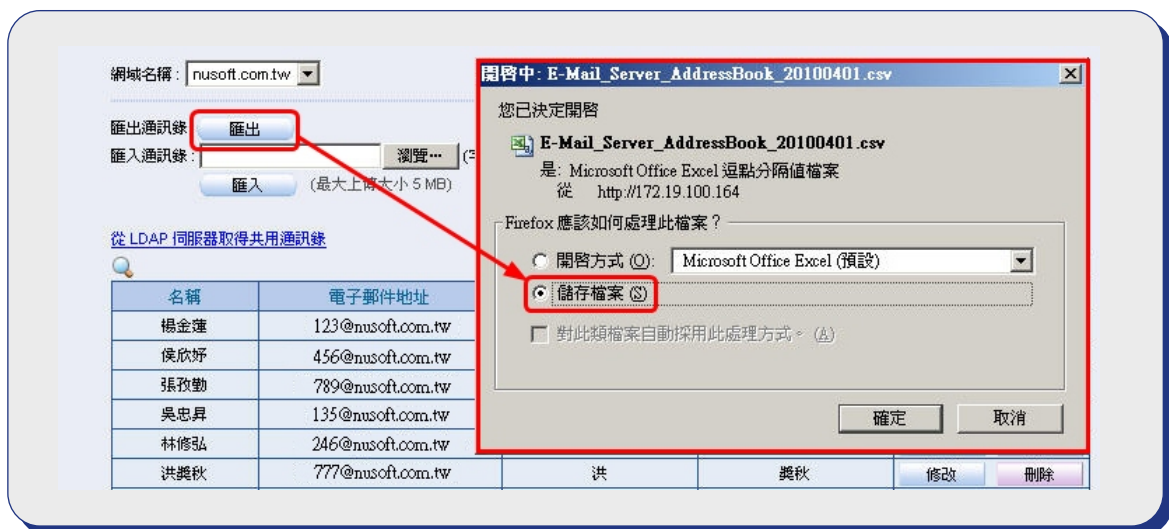 網域名稱 : nusoft.com.tw
匯出通訊錄 匯出
匯入通訊錄 : 瀏覽…
匯入 (最大上傳大小 5 MB)
從 LDAP 伺服器取得共用通訊錄
名稱 電子郵件地址
楊金蓮 123@nusoft.com.tw
侯欣妤 456@nusoft.com.tw
張孜勤 789@nusoft.com.tw
吳忠昇 135@nusoft.com.tw
林修弘 246@nusoft.com.tw
洪獎秋 777@nusoft.com.tw 洪 獎秋 修改 刪除
開啓中: E-Mail_Server_AddressBook_20100401.csv
您已決定開啓
E-Mail_Server_AddressBook_20100401.csv
是: Microsoft Office Excel 逗點分隔值檔案
從 http://172.19.100.164
Firefox 應該如何處理此檔案？
開啓方式 (O): Microsoft Office Excel (預設)
儲存檔案 (S)
對此類檔案自動採用此處理方式。 (A)
確定 取消